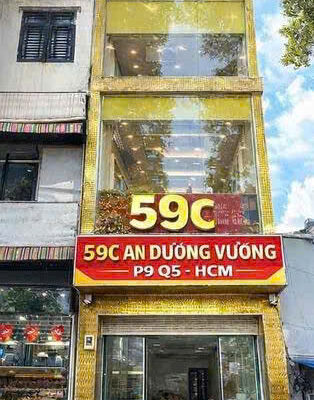 59C
59C AN DƯƠNG VƯƠNG
P9 Q5 - HCM